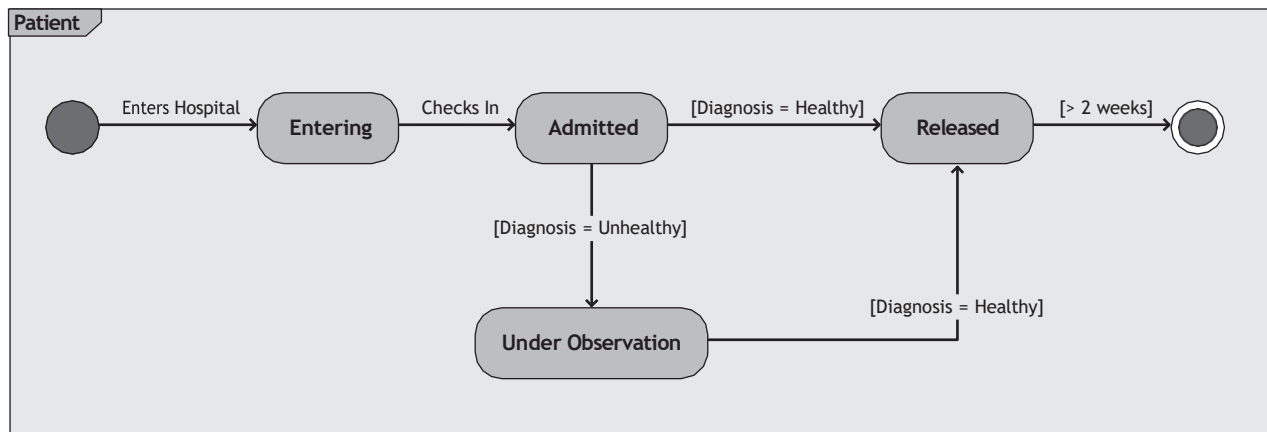 Patient
Enters Hospital
Entering
Checks In
Admitted
[Diagnosis = Healthy]
Released
[> 2 weeks]
[Diagnosis = Unhealthy]
[Diagnosis = Healthy]
Under Observation